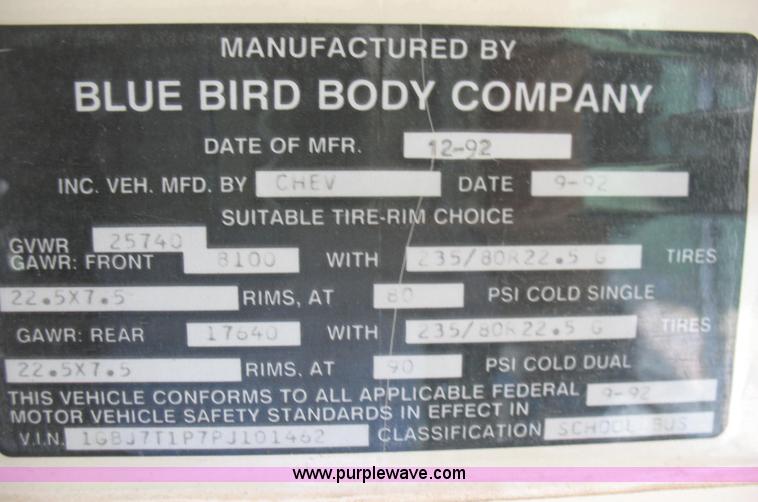 MANUFACTURED BY
BLUE BIRD BODY COMPANY
DATE OF MFR. 12-92
INC. VEH. MFD. BY CHEV DATE 9-92
SUITABLE TIRE-RIM CHOICE
GVWR 25740
GAWR: FRONT 8100 WITH 235/80R22.5 G TIRES
22.5X7.5 RIMS, AT 80 PSI COLD SINGLE
GAWR: REAR 17640 WITH 235/80R22.5 G TIRES
22.5X7.5 RIMS, AT 90 PSI COLD DUAL
THIS VEHICLE CONFORMS TO ALL APPLICABLE FEDERAL 9-92
MOTOR VEHICLE SAFETY STANDARDS IN EFFECT IN
V.I.N. 1GBJ7T1P7PJ101462 CLASSIFICATION SCHOOL BUS
www.purplewave.com